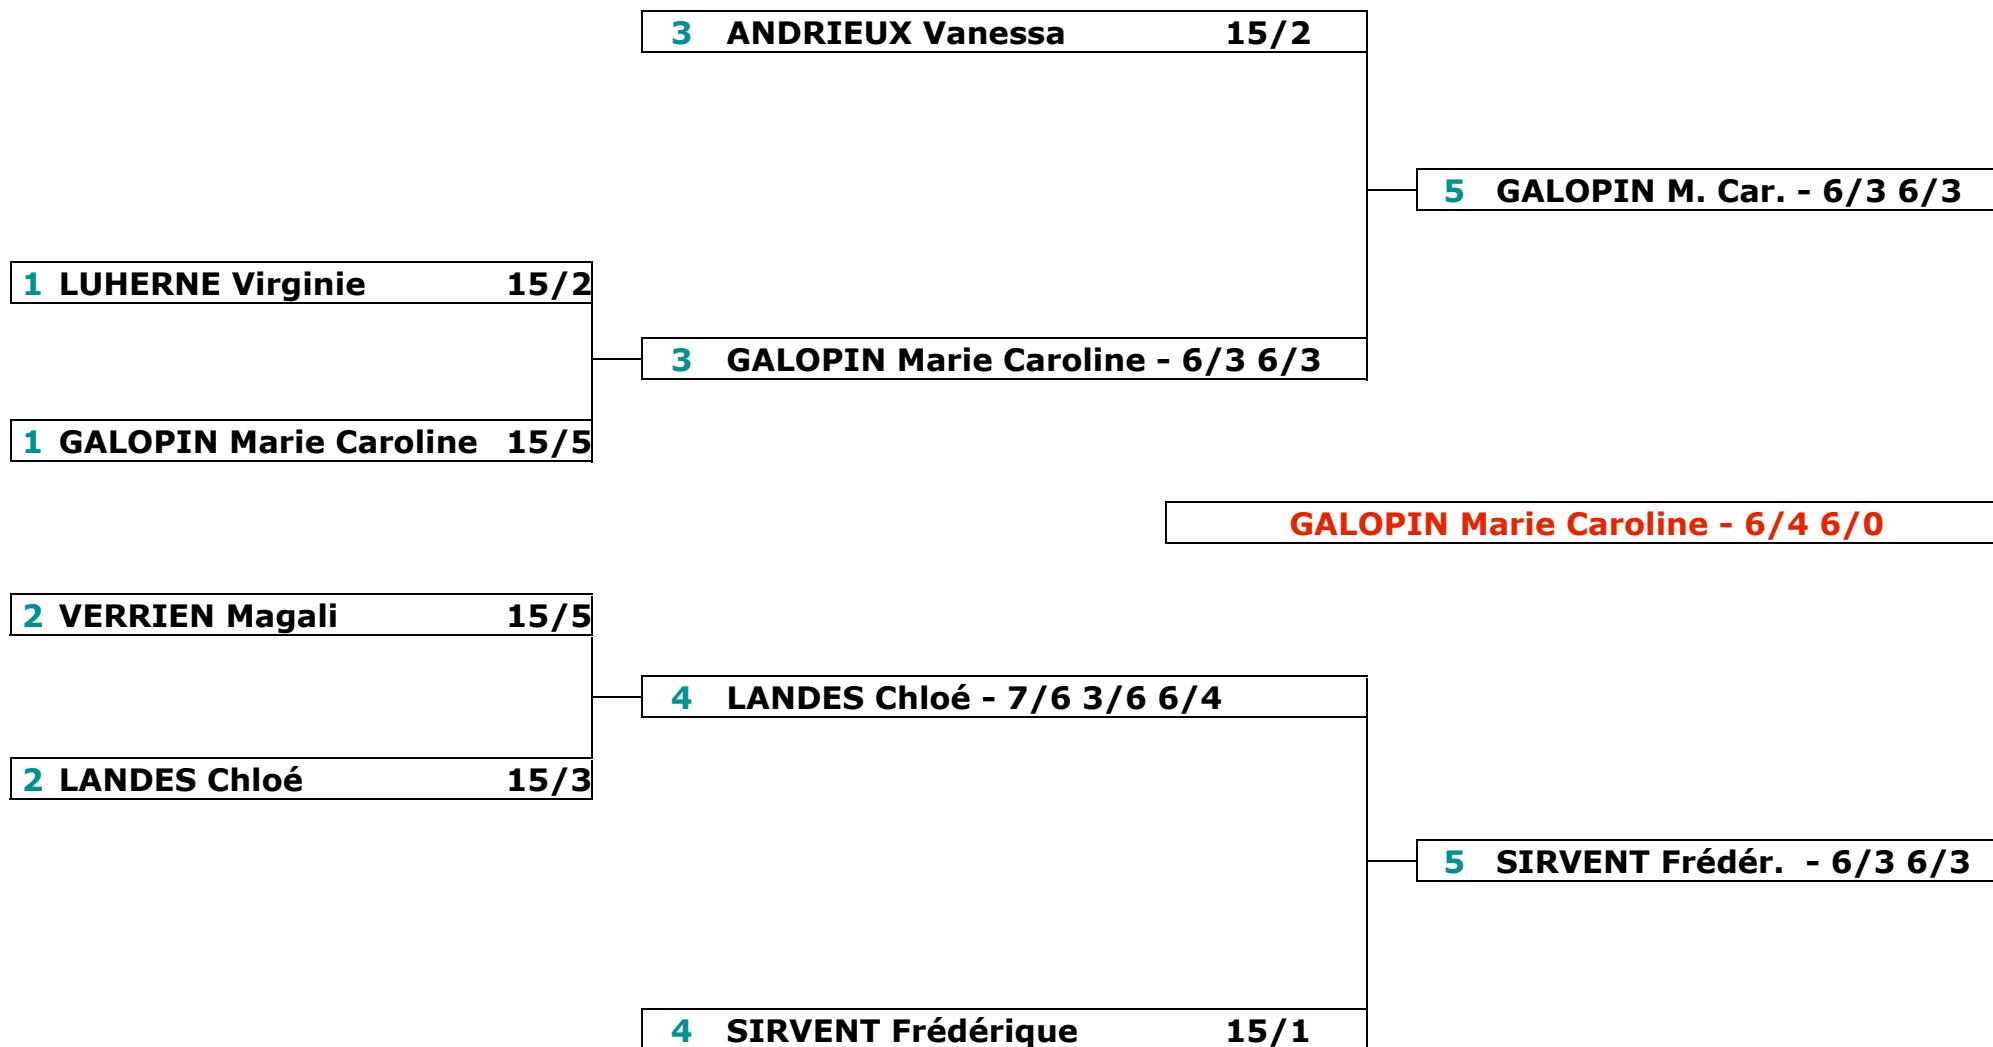 3 ANDRIEUX Vanessa 15/2
5 GALOPIN M. Car. - 6/3 6/3
1 LUHERNE Virginie 15/2
3 GALOPIN Marie Caroline - 6/3 6/3
1 GALOPIN Marie Caroline 15/5
GALOPIN Marie Caroline - 6/4 6/0
2 VERRIEN Magali 15/5
4 LANDES Chloé - 7/6 3/6 6/4
2 LANDES Chloé 15/3
5 SIRVENT Frédér. - 6/3 6/3
4 SIRVENT Frédérique 15/1